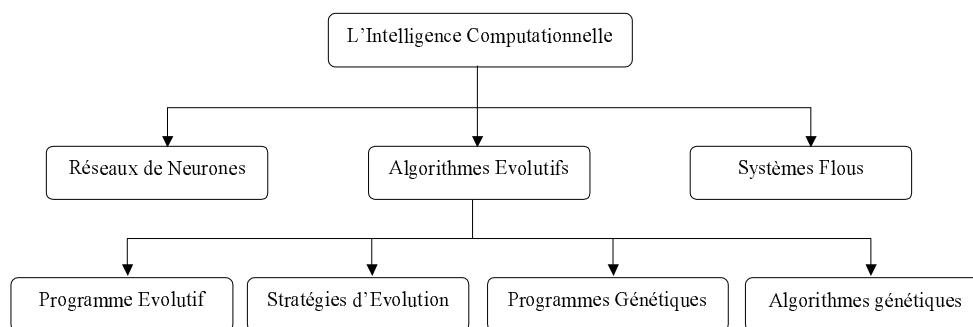 L'Intelligence Computationnelle
Réseaux de Neurones
Algorithmes Evolutifs
Systèmes Flous
Programme Evolutif
Stratégies d'Evolution
Programmes Génétiques
Algorithmes génétiques